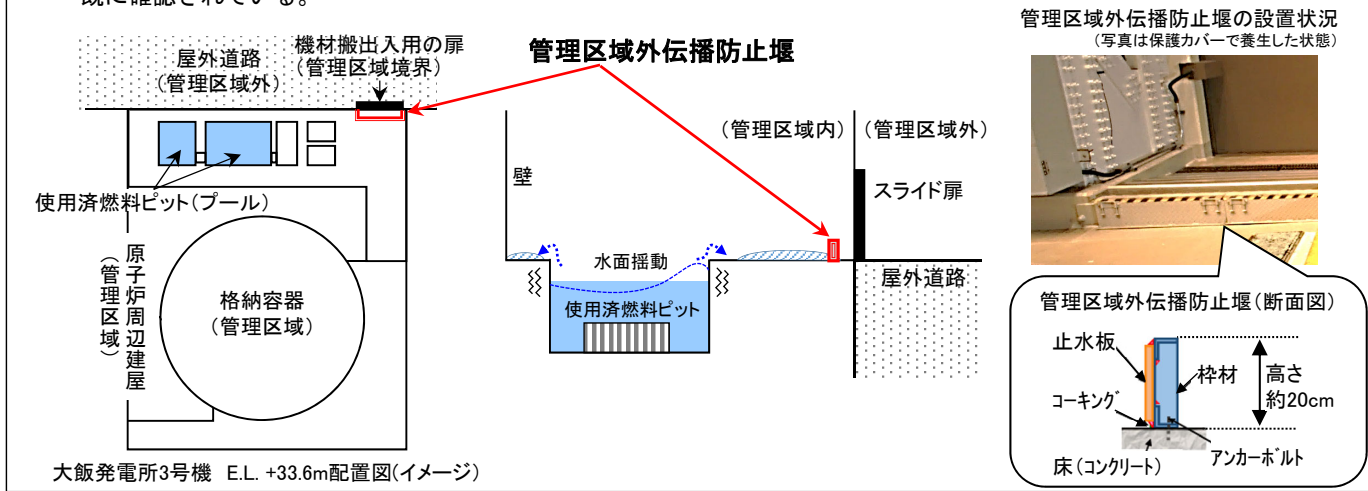 既に確認されている。
管理区域外伝播防止堰の設置状況
(写真は保護カバーで養生した状態)
屋外道路
(管理区域外)
機材搬出入用の扉
(管理区域境界)
管理区域外伝播防止堰
使用済燃料ピット(プール)
原子炉周辺建屋
(管理区域)
格納容器
(管理区域)
大飯発電所3号機 E.L. +33.6m配置図(イメージ)
(管理区域内)
(管理区域外)
壁
スライド扉
水面揺動
使用済燃料ピット
屋外道路
管理区域外伝播防止堰(断面図)
止水板
枠材
高さ
約20cm
コーキング
アンカーボルト
床(コンクリート)